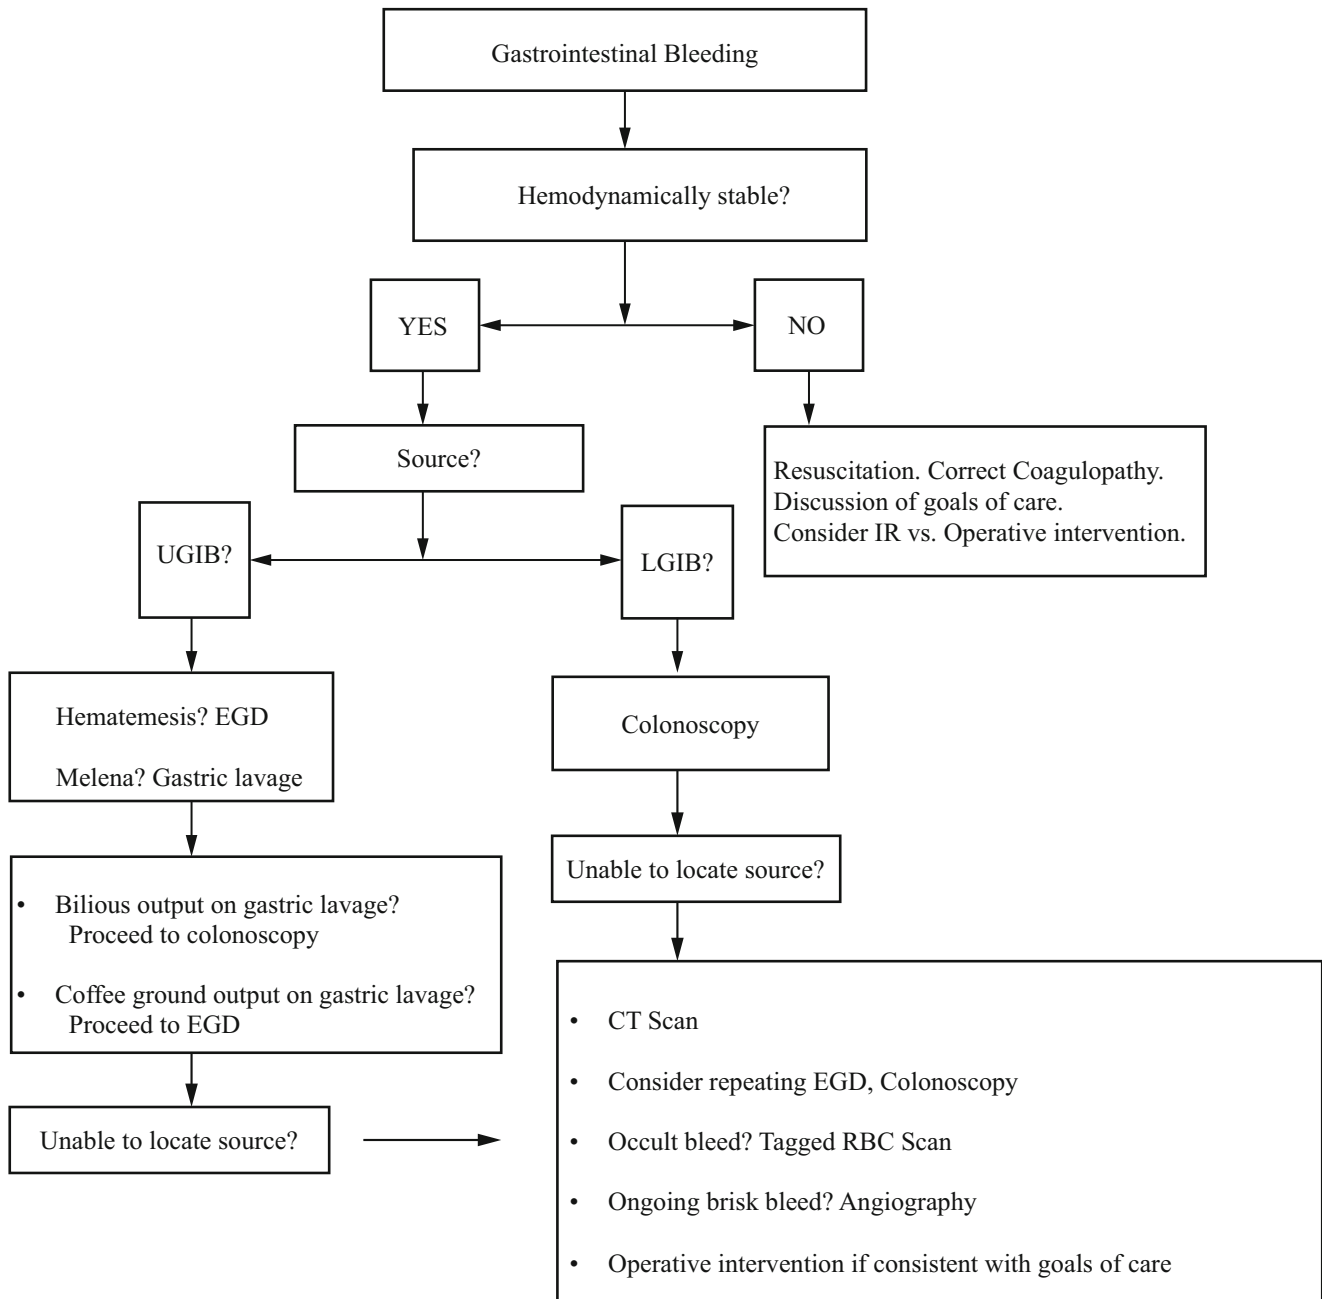 Gastrointestinal Bleeding
Hemodynamically stable?
YES
NO
Source?
Resuscitation. Correct Coagulopathy.
Discussion of goals of care.
Consider IR vs. Operative intervention.
UGIB?
LGIB?
Hematemesis? EGD
Melena? Gastric lavage
Colonoscopy
• Bilious output on gastric lavage?
Proceed to colonoscopy
• Coffee ground output on gastric lavage?
Proceed to EGD
Unable to locate source?
Unable to locate source?
• CT Scan
• Consider repeating EGD, Colonoscopy
• Occult bleed? Tagged RBC Scan
• Ongoing brisk bleed? Angiography
• Operative intervention if consistent with goals of care